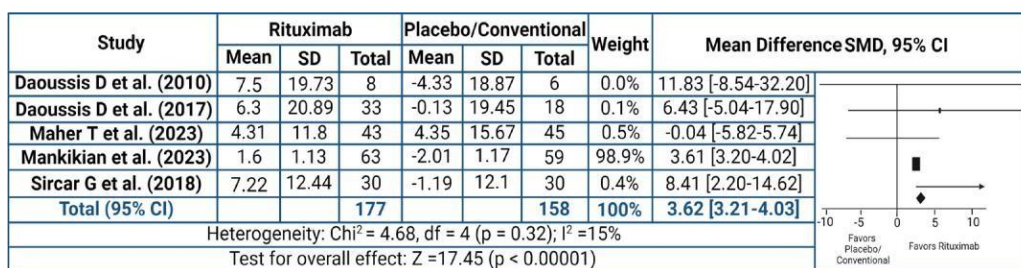 Study Rituximab Placebo/Conventional Weight Mean Difference SMD, 95% CI
Mean SD Total Mean SD Total
Daoussis D et al. (2010) 7.5 19.73 8 -4.33 18.87 6 0.0% 11.83 [-8.54-32.20]
Daoussis D et al. (2017) 6.3 20.89 33 -0.13 19.45 18 0.1% 6.43 [-5.04-17.90]
Maher T et al. (2023) 4.31 11.8 43 4.35 15.67 45 0.5% -0.04 [-5.82-5.74]
Mankikian et al. (2023) 1.6 1.13 63 -2.01 1.17 59 98.9% 3.61 [3.20-4.02]
Sircar G et al. (2018) 7.22 12.44 30 -1.19 12.1 30 0.4% 8.41 [2.20-14.62]
Total (95% CI) 177 158 100% 3.62 [3.21-4.03]
Heterogeneity: Chi² = 4.68, df = 4 (p = 0.32); I² =15%
Test for overall effect: Z =17.45 (p < 0.00001)
-10 -5 0 5 10
Favors
Placebo/
Conventional
Favors Rituximab